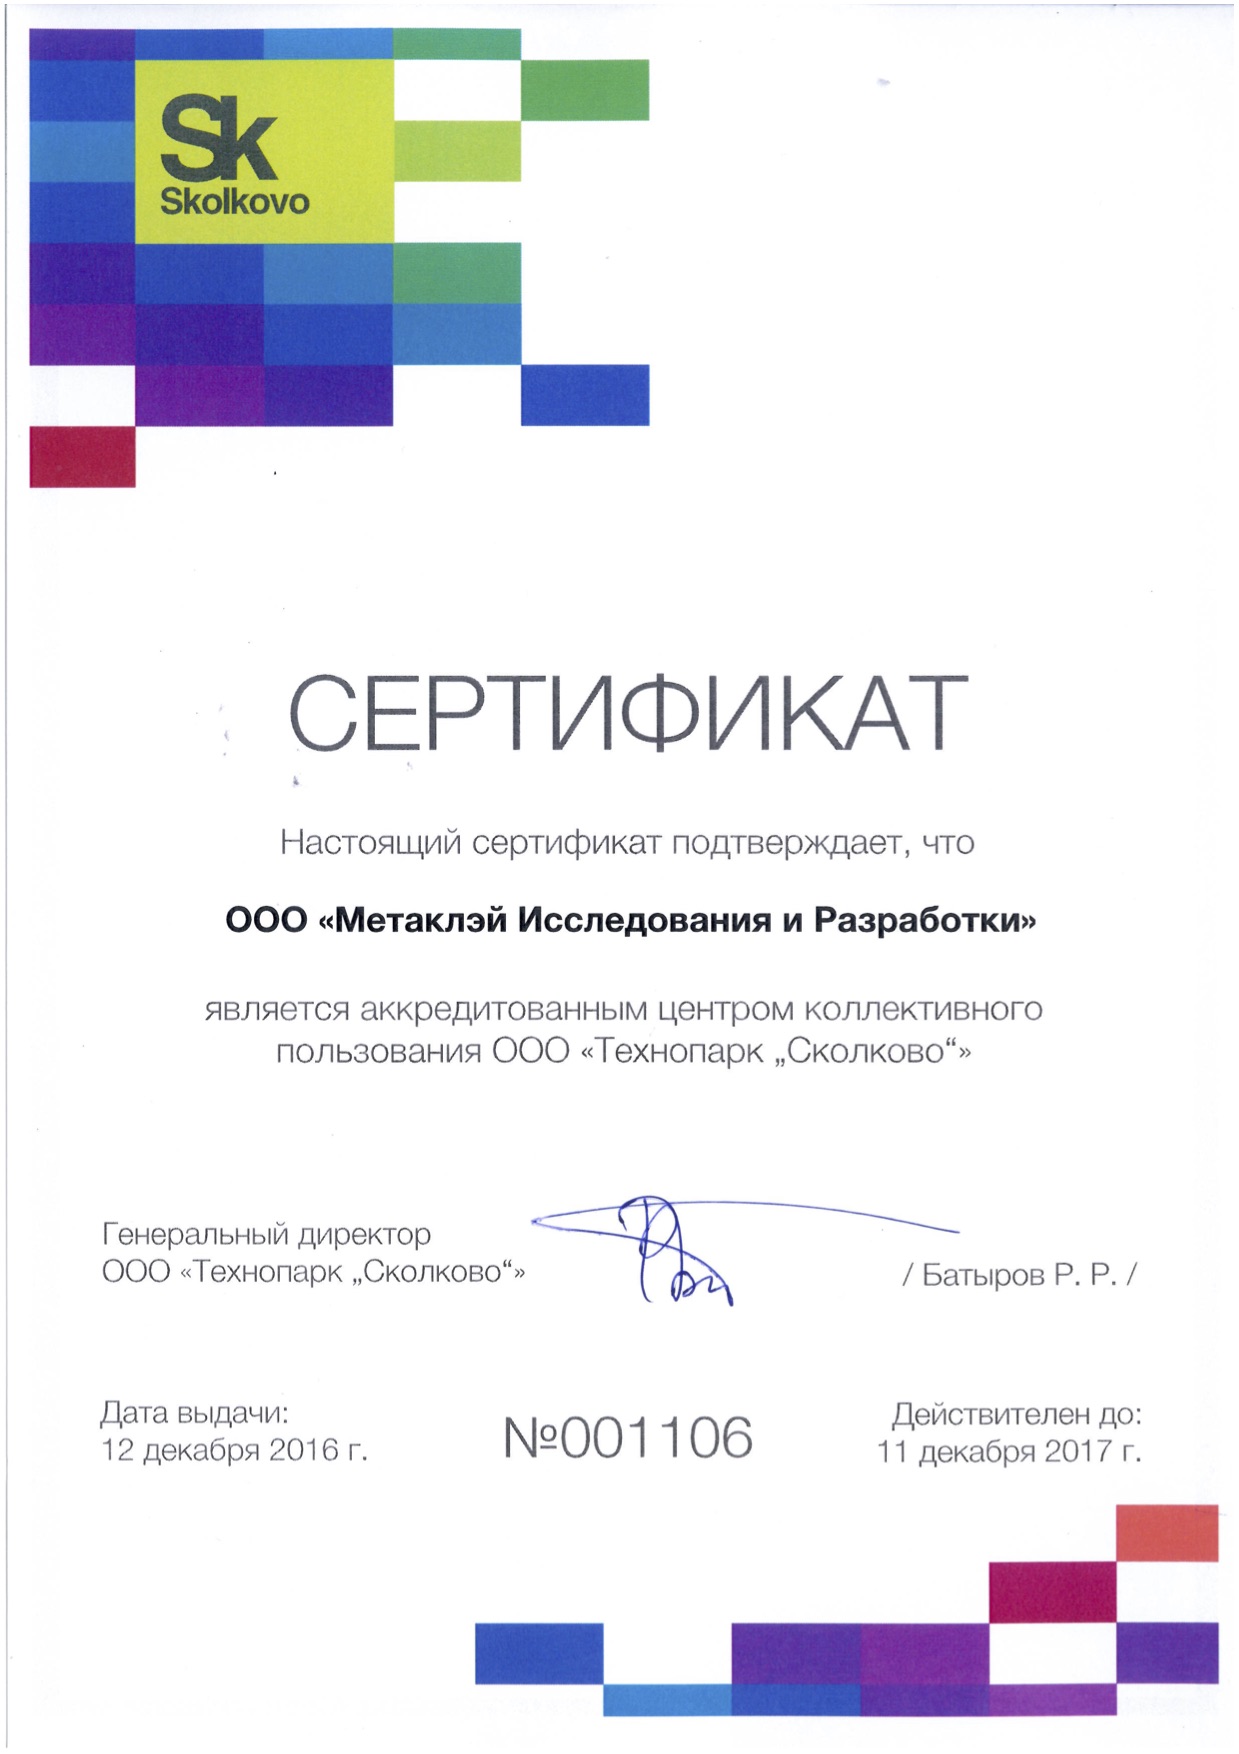 Sk
Skolkovo
СЕРТИФИКАТ
Настоящий сертификат подтверждает, что
ООО «Метаклэй Исследования и Разработки»
является аккредитованным центром коллективного
пользования ООО «Технопарк „Сколково“»
Генеральный директор
ООО «Технопарк „Сколково“»
/ Батыров Р. Р. /
Дата выдачи:
12 декабря 2016 г.
№001106
Действителен до:
11 декабря 2017 г.